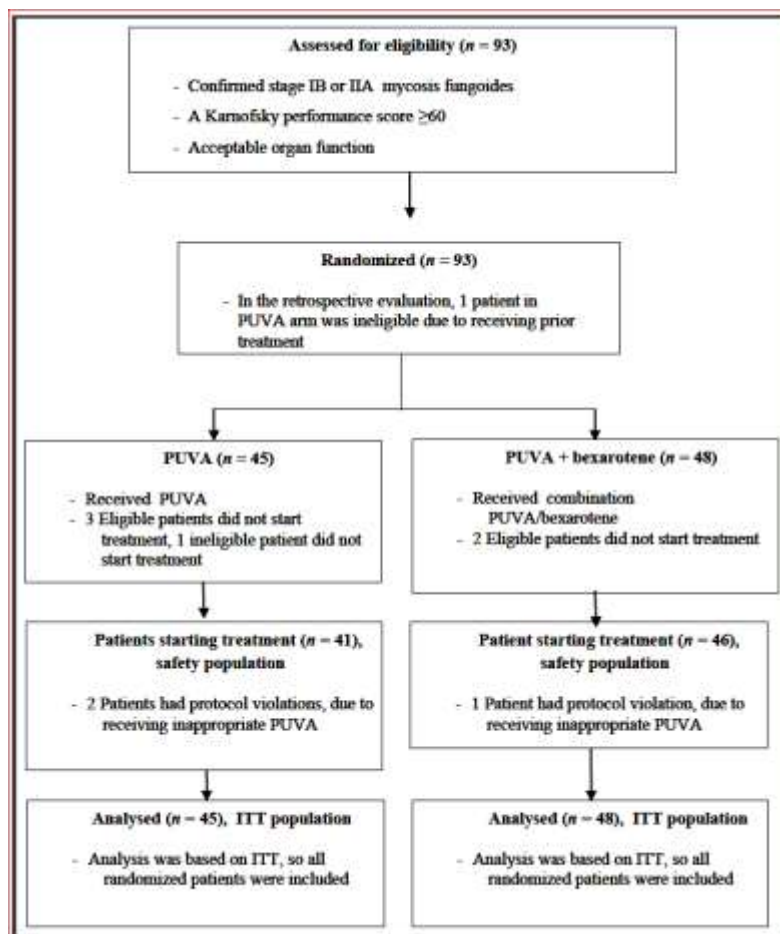 Assessed for eligibility (n = 93)
- Confirmed stage IB or IIA mycosis fungoides
- A Karnofsky performance score ≥60
- Acceptable organ function
Randomized (n = 93)
- In the retrospective evaluation, 1 patient in
PUVA arm was ineligible due to receiving prior
treatment
PUVA (n = 45)
- Received PUVA
- 3 Eligible patients did not start
treatment, 1 ineligible patient did not
start treatment
PUVA + bexarotene (n = 48)
- Received combination
PUVA/bexarotene
- 2 Eligible patients did not start treatment
Patients starting treatment (n = 41),
safety population
- 2 Patients had protocol violations, due to
receiving inappropriate PUVA
Patient starting treatment (n = 46),
safety population
- 1 Patient had protocol violation, due to
receiving inappropriate PUVA
Analysed (n = 45), ITT population
- Analysis was based on ITT, so all
randomized patients were included
Analysed (n = 48), ITT population
- Analysis was based on ITT, so all
randomized patients were included